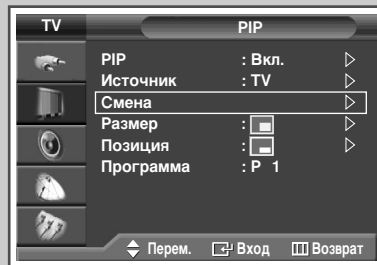 TV PIP
PIP : Вкл.
Источник : TV
Смена
Размер :
Позиция :
Программа : P 1
Перем. Вход Возврат